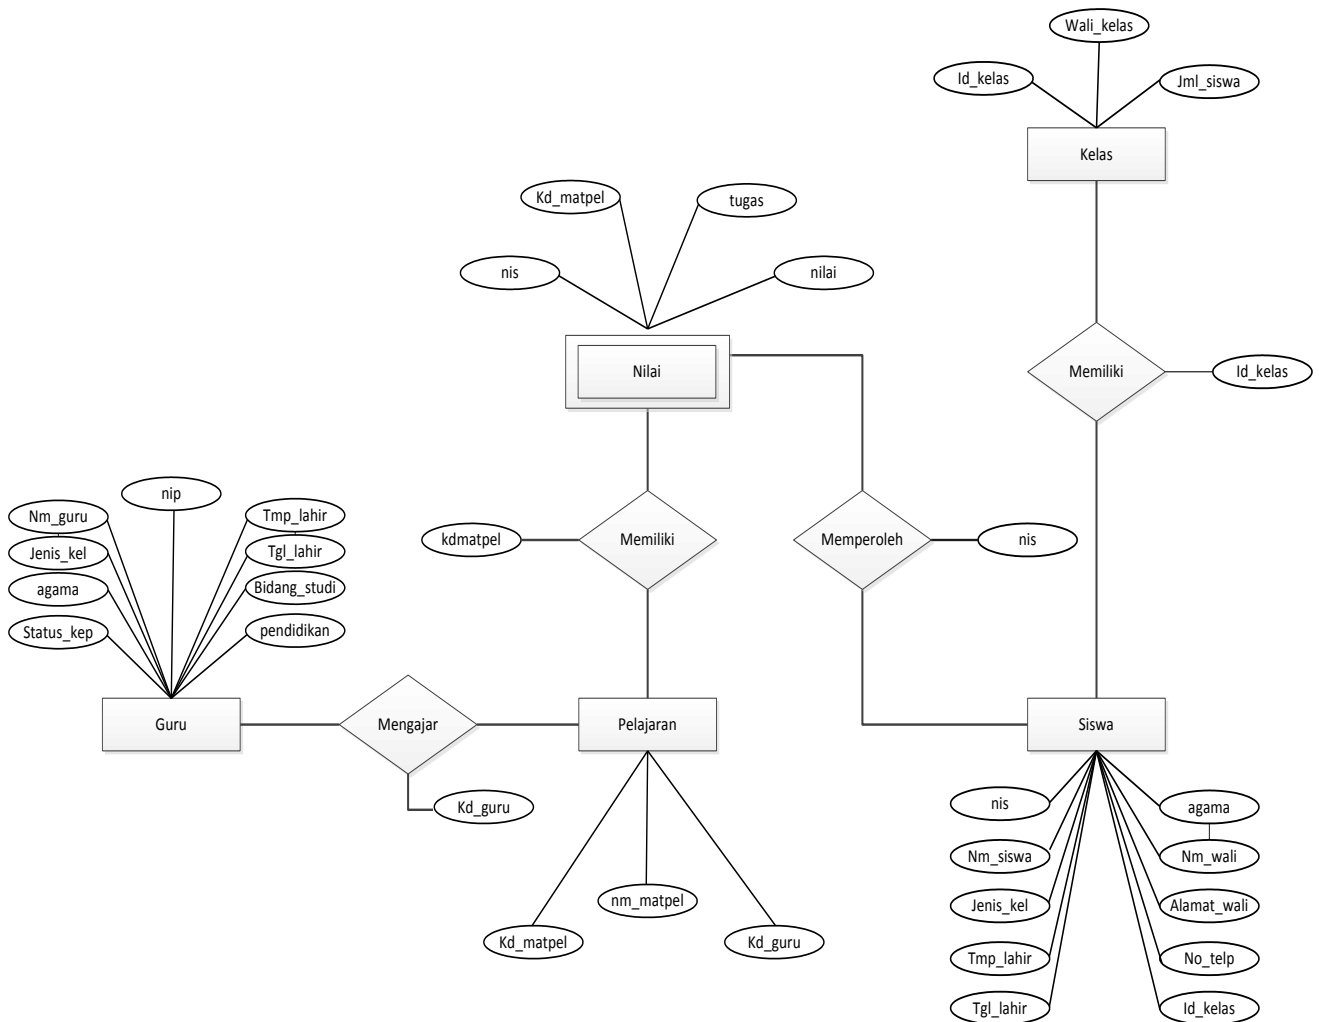 Wali_kelas
Id_kelas
Jml_siswa
Kelas
Kd_matpel
tugas
nis
nilai
Nilai
Memiliki
Id_kelas
nip
Nm_guru
Tmp_lahir
Jenis_kel
Tgl_lahir
agama
Bidang_studi
Status_kep
pendidikan
kdmatpel
Memiliki
Memperoleh
nis
Guru
Mengajar
Pelajaran
Siswa
Kd_guru
nis
agama
Nm_siswa
Nm_wali
nm_matpel
Jenis_kel
Alamat_wali
Kd_matpel
Kd_guru
Tmp_lahir
No_telp
Tgl_lahir
Id_kelas